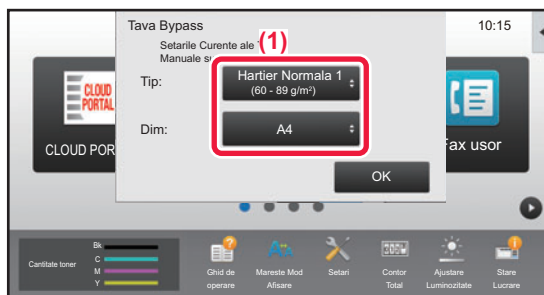 Tava Bypass
10:15
Setarile Curente ale
(1)
Manuale
Tip:
Hartier Normala 1
(60 - 89 g/m²)
Dim:
A4
OK
CLOUD
PORTAL
CLOUD POR
ax usor
Cantitate toner
Bk
C
M
Y
Ghid de
operare
Mareste Mod
Afisare
Setari
Contor
Total
Ajustare
Luminozitate
Stare
Lucrare